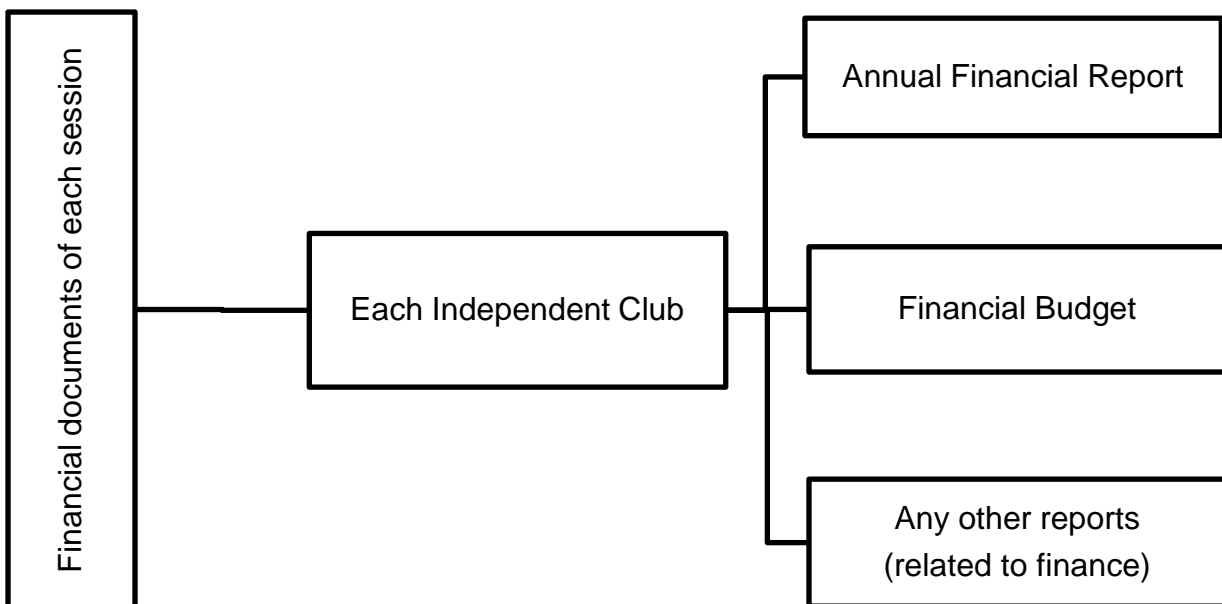 Financial documents of each session
Each Independent Club
Annual Financial Report
Financial Budget
Any other reports
(related to finance)